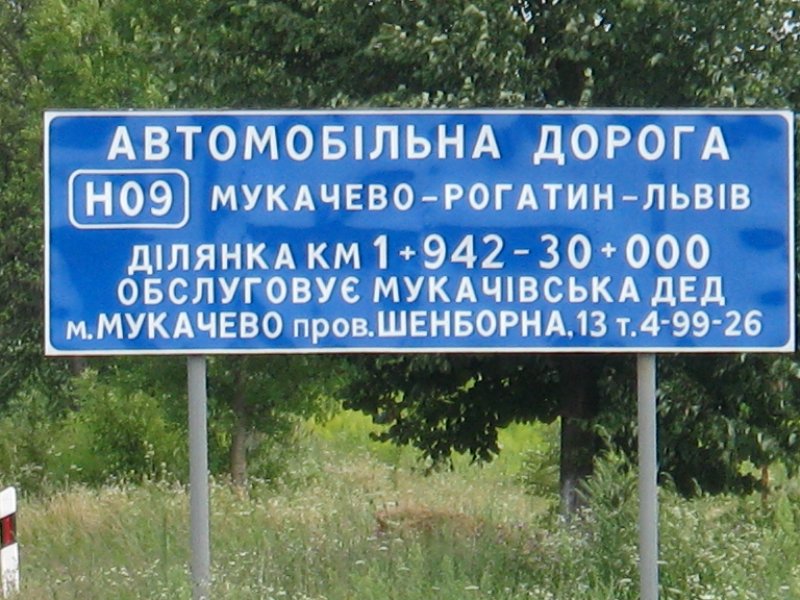 АВТОМОБІЛЬНА ДОРОГА
Н09 МУКАЧЕВО-РОГАТИН-ЛЬВІВ
ДІЛЯНКА КМ 1+942-30+000
ОБСЛУГОВУЄ МУКАЧІВСЬКА ДЕД
м.МУКАЧЕВО пров.ШЕНБОРНА,13 т.4-99-26